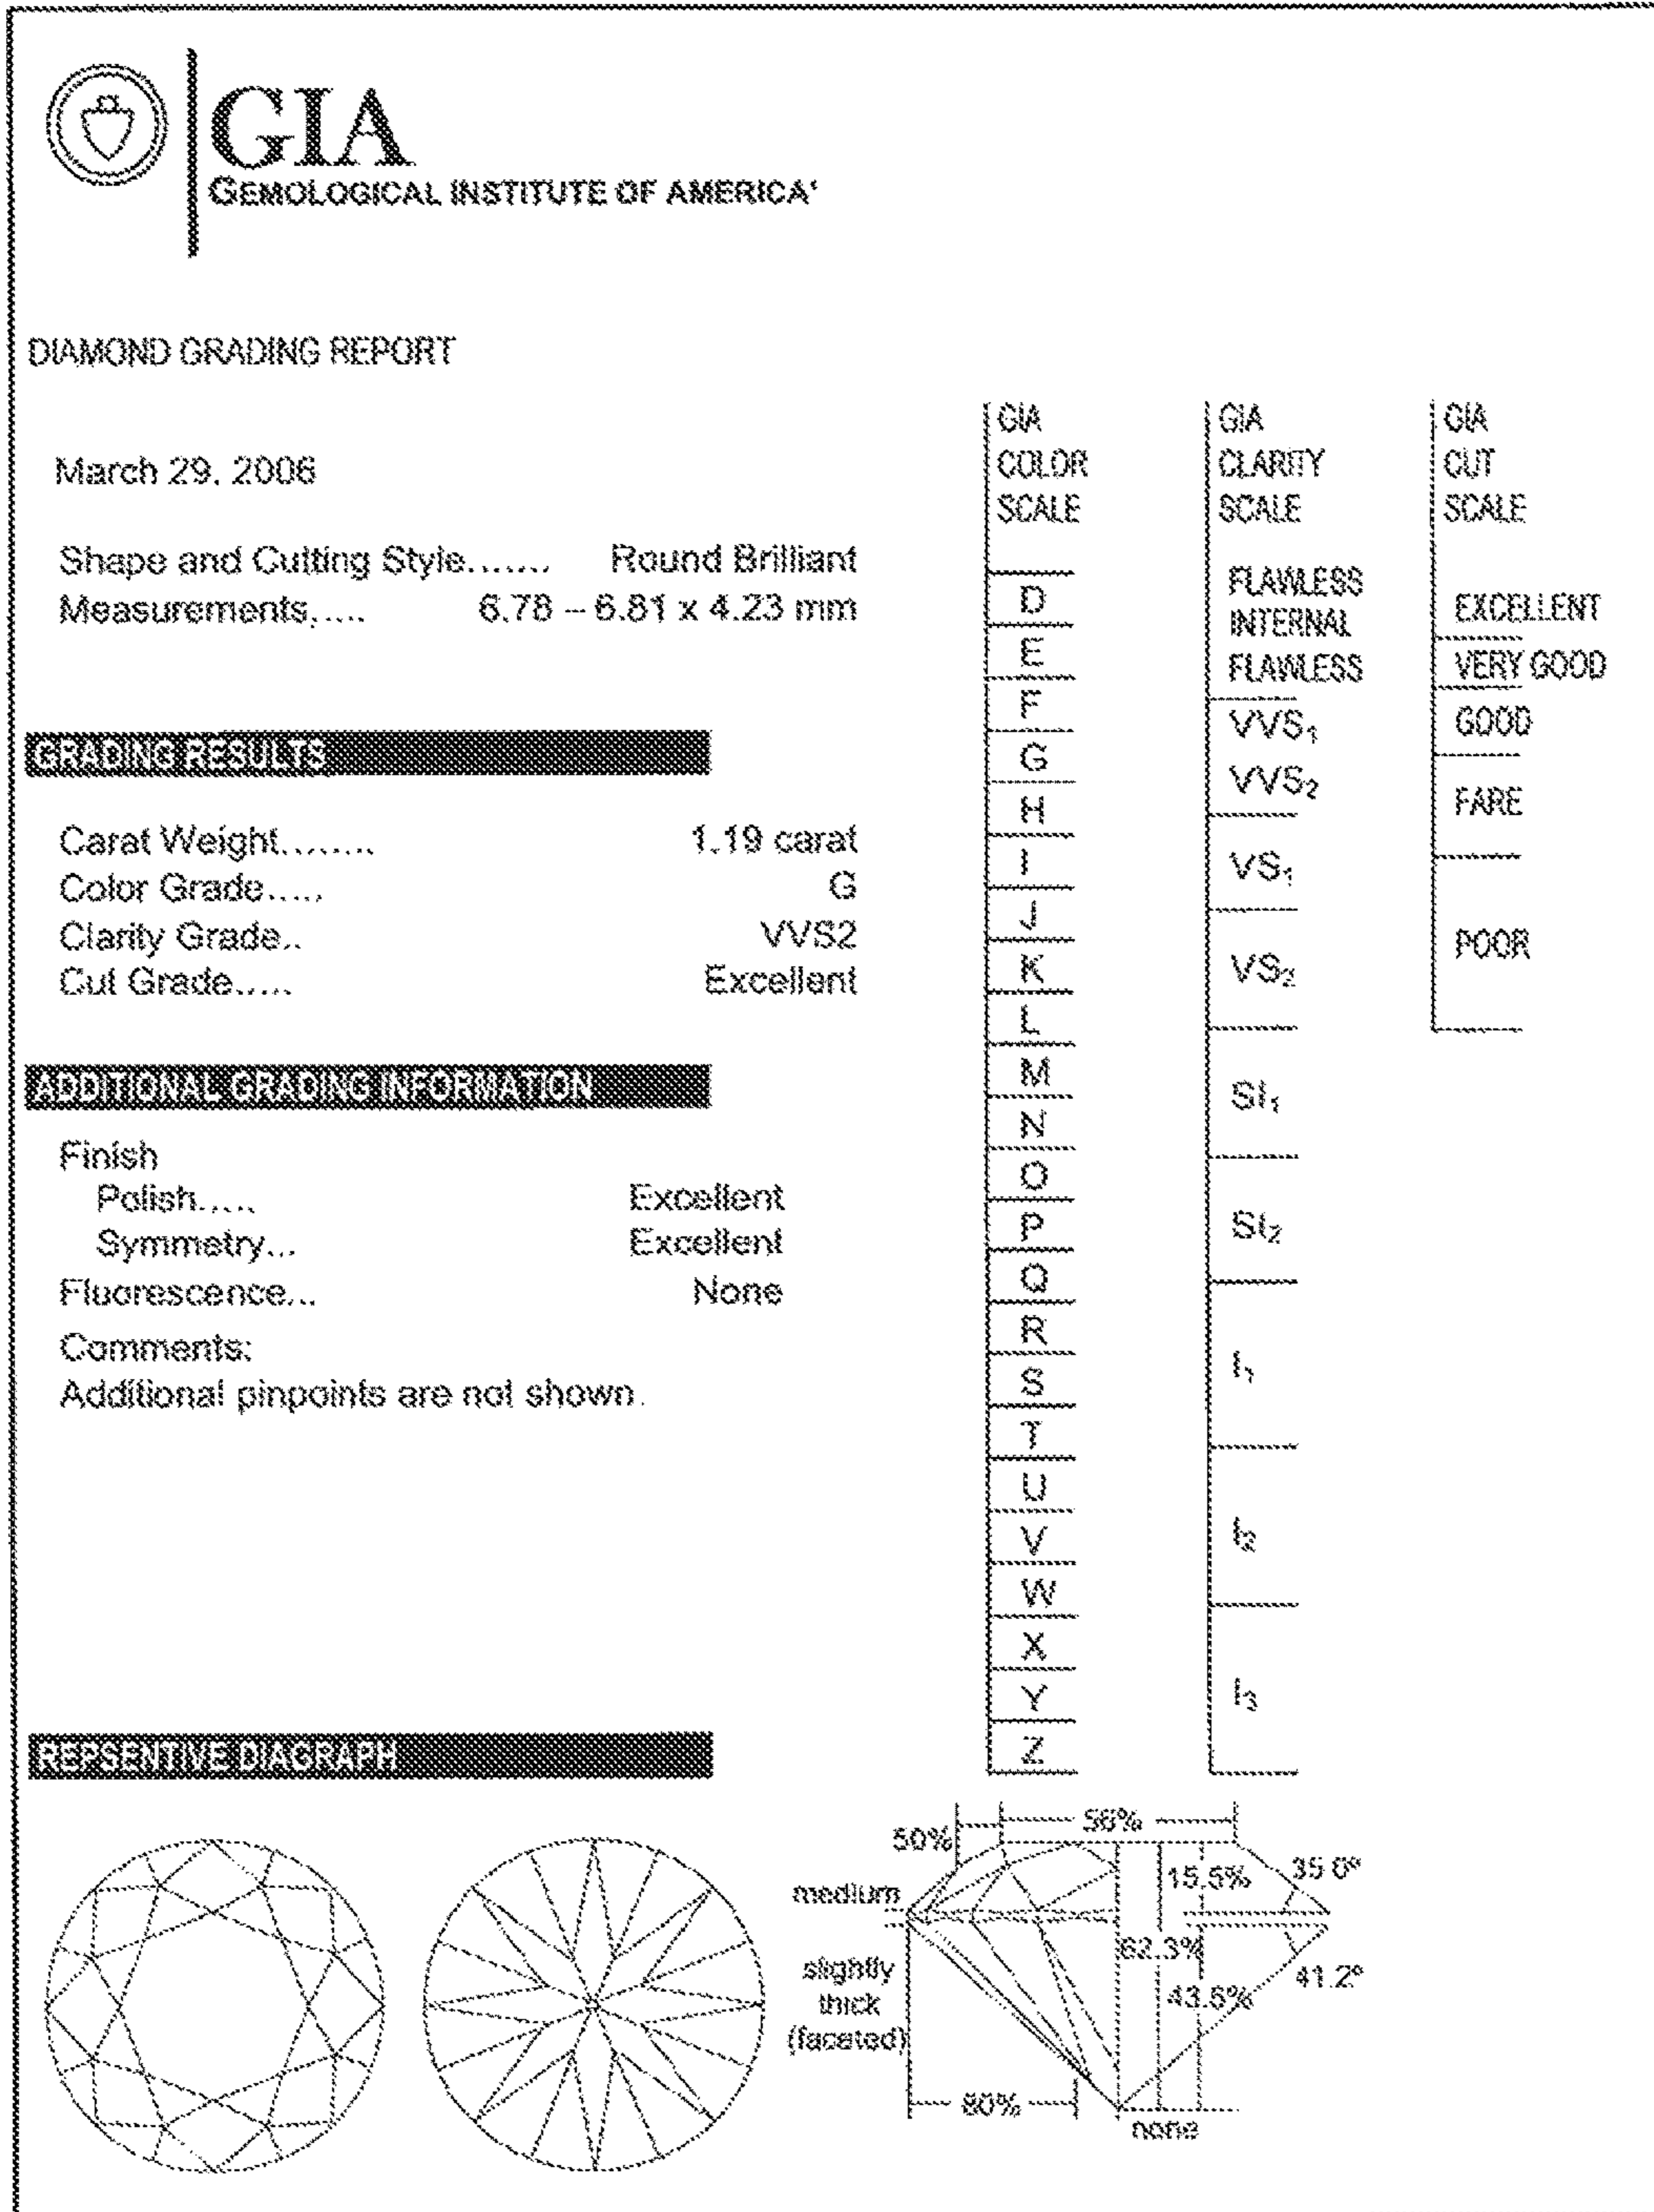 GIA
GEMOLOGICAL INSTITUTE OF AMERICA
DIAMOND GRADING REPORT
March 29, 2006
Shape and Cutting Style....... Round Brilliant
Measurements..... 6.78 – 6.81 x 4.23 mm
GRADING RESULTS
Carat Weight........ 1.19 carat
Color Grade..... G
Clarity Grade.. VVS2
Cut Grade..... Excellent
ADDITIONAL GRADING INFORMATION
Finish
Polish..... Excellent
Symmetry... Excellent
Fluorescence... None
Comments:
Additional pinpoints are not shown.
GIA
COLOR
SCALE
D
E
F
G
H
I
J
K
L
M
N
O
P
Q
R
S
T
U
V
W
X
Y
Z
GIA
CLARITY
SCALE
FLAWLESS
INTERNAL
FLAWLESS
VVS₁
VVS₂
VS₁
VS₂
SI₁
SI₂
I₁
I₂
I₃
GIA
CUT
SCALE
EXCELLENT
VERY GOOD
GOOD
FARE
POOR
REPSENTIVE DIAGRAPH
50%
56%
15.5%
35.0°
medium
62.3%
slightly
thick
(faceted)
43.5%
41.2°
80%
none